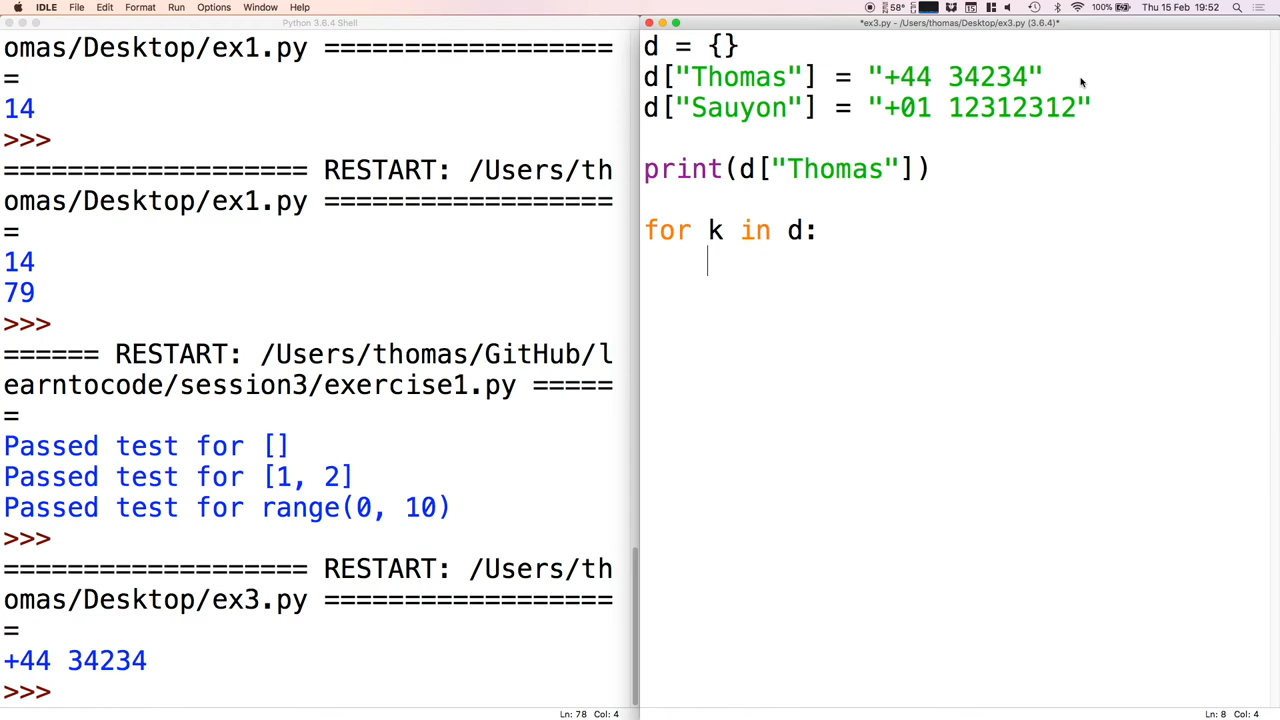 IDLE File Edit Format Run Options Window Help 58° 15 100% Thu 15 Feb 19:52
Python 3.6.4 Shell
omas/Desktop/ex1.py ==================
=
14
>>>
=================== RESTART: /Users/th
omas/Desktop/ex1.py ==================
=
14
79
>>>
====== RESTART: /Users/thomas/GitHub/l
earntocode/session3/exercise1.py =====
=
Passed test for []
Passed test for [1, 2]
Passed test for range(0, 10)
>>>
=================== RESTART: /Users/th
omas/Desktop/ex3.py ==================
=
+44 34234
>>>
Ln: 78 Col: 4
*ex3.py - /Users/thomas/Desktop/ex3.py (3.6.4)*
d = {}
d["Thomas"] = "+44 34234"
d["Sauyon"] = "+01 12312312"
print(d["Thomas"])
for k in d:
Ln: 8 Col: 4